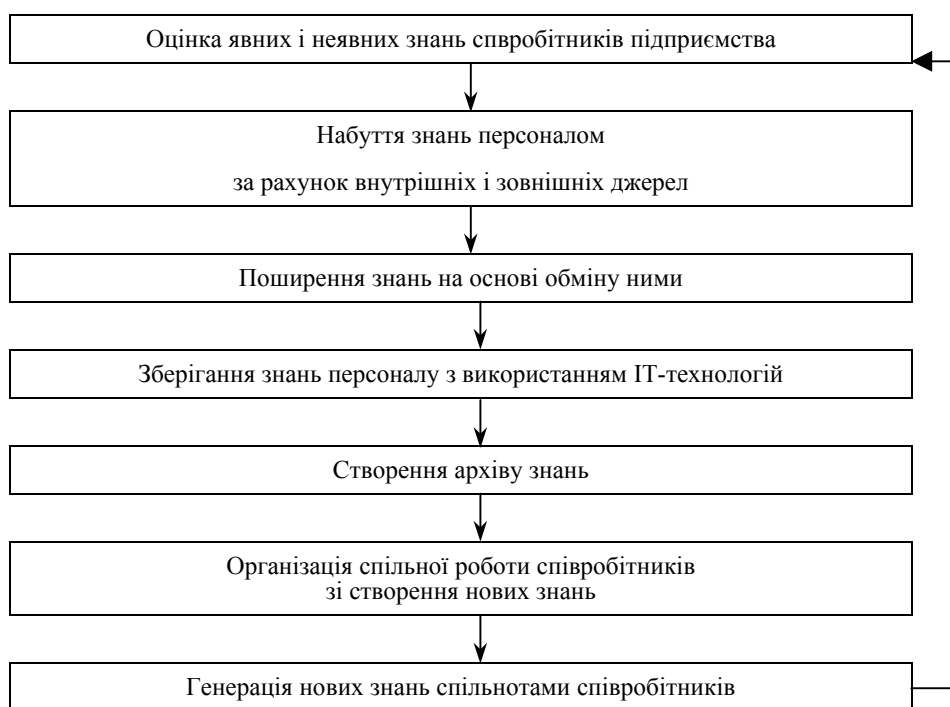 Оцінка явних і неявних знань спвробітників підприємства
Набуття знань персоналом
за рахунок внутрішніх і зовнішніх джерел
Поширення знань на основі обміну ними
Зберігання знань персоналу з використанням ІТ-технологій
Створення архіву знань
Організація спільної роботи співробітників
зі створення нових знань
Генерація нових знань спільнотами співробітників